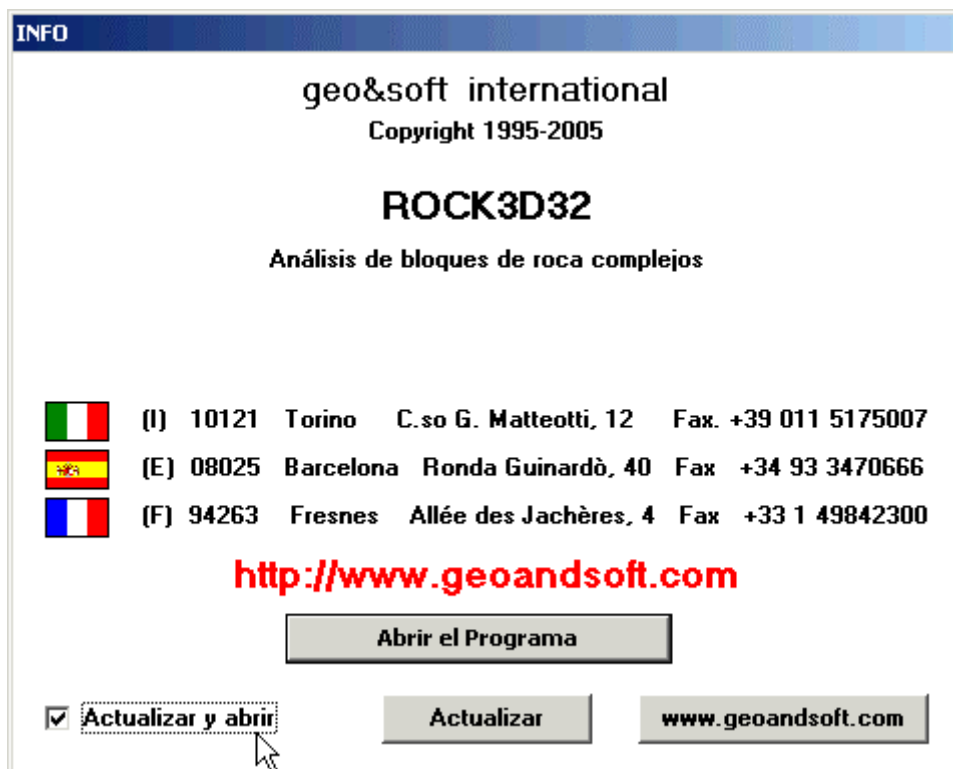 INFO
geo&soft international
Copyright 1995-2005
ROCK3D32
Análisis de bloques de roca complejos
(I) 10121 Torino C.so G. Matteotti, 12 Fax. +39 011 5175007
(E) 08025 Barcelona Ronda Guinardò, 40 Fax +34 93 3470666
(F) 94263 Fresnes Allée des Jachères, 4 Fax +33 1 49842300
http://www.geoandsoft.com
Abrir el Programa
Actualizar y abrir Actualizar www.geoandsoft.com